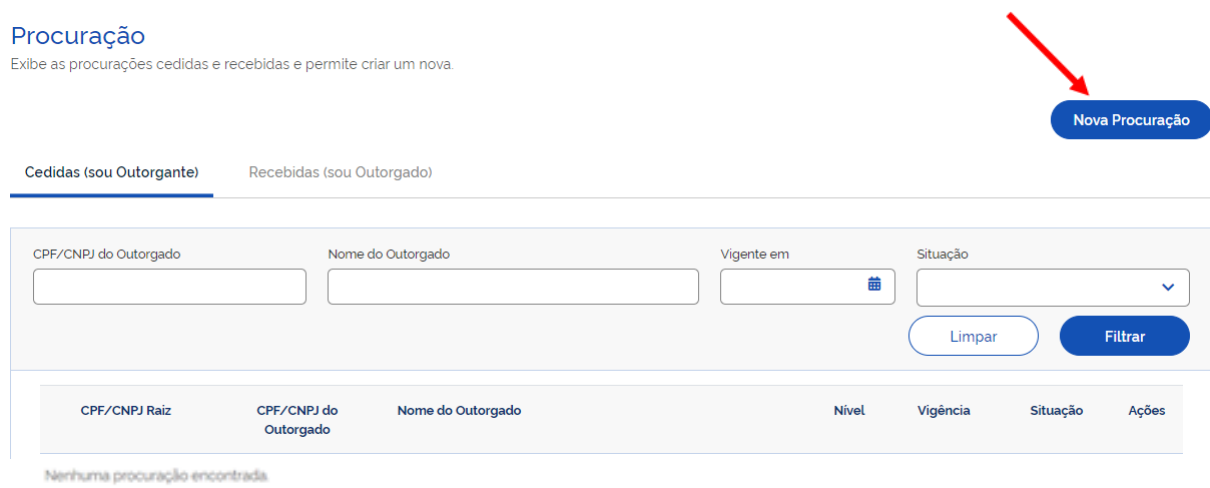 Procuração
Exibe as procurações cedidas e recebidas e permite criar um nova.
Nova Procuração
Cedidas (sou Outorgante) Recebidas (sou Outorgado)
CPF/CNPJ do Outorgado Nome do Outorgado Vigente em Situação
Limpar Filtrar
CPF/CNPJ Raiz CPF/CNPJ do Outorgado Nome do Outorgado Nível Vigência Situação Ações
Nenhuma procuração encontrada.